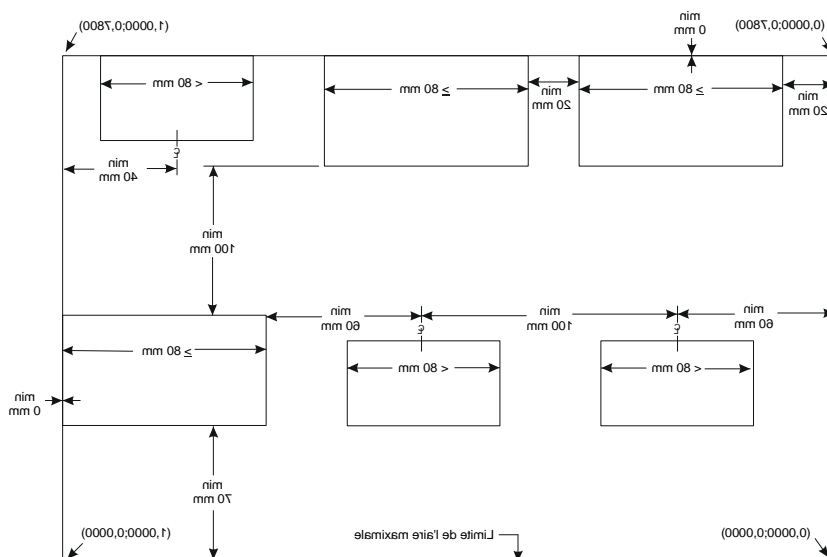 (0,0000;0,7800)
min
0 mm
(1,0000;0,7800)
min
20 mm
≥ 80 mm
min
20 mm
≥ 80 mm
< 80 mm
CL
min
40 mm
min
100 mm
min
60 mm
CL
min
100 mm
CL
min
60 mm
< 80 mm
< 80 mm
≥ 80 mm
min
0 mm
min
70 mm
(0,0000;0,0000)
Limite de l'aire maximale
(1,0000;0,0000)